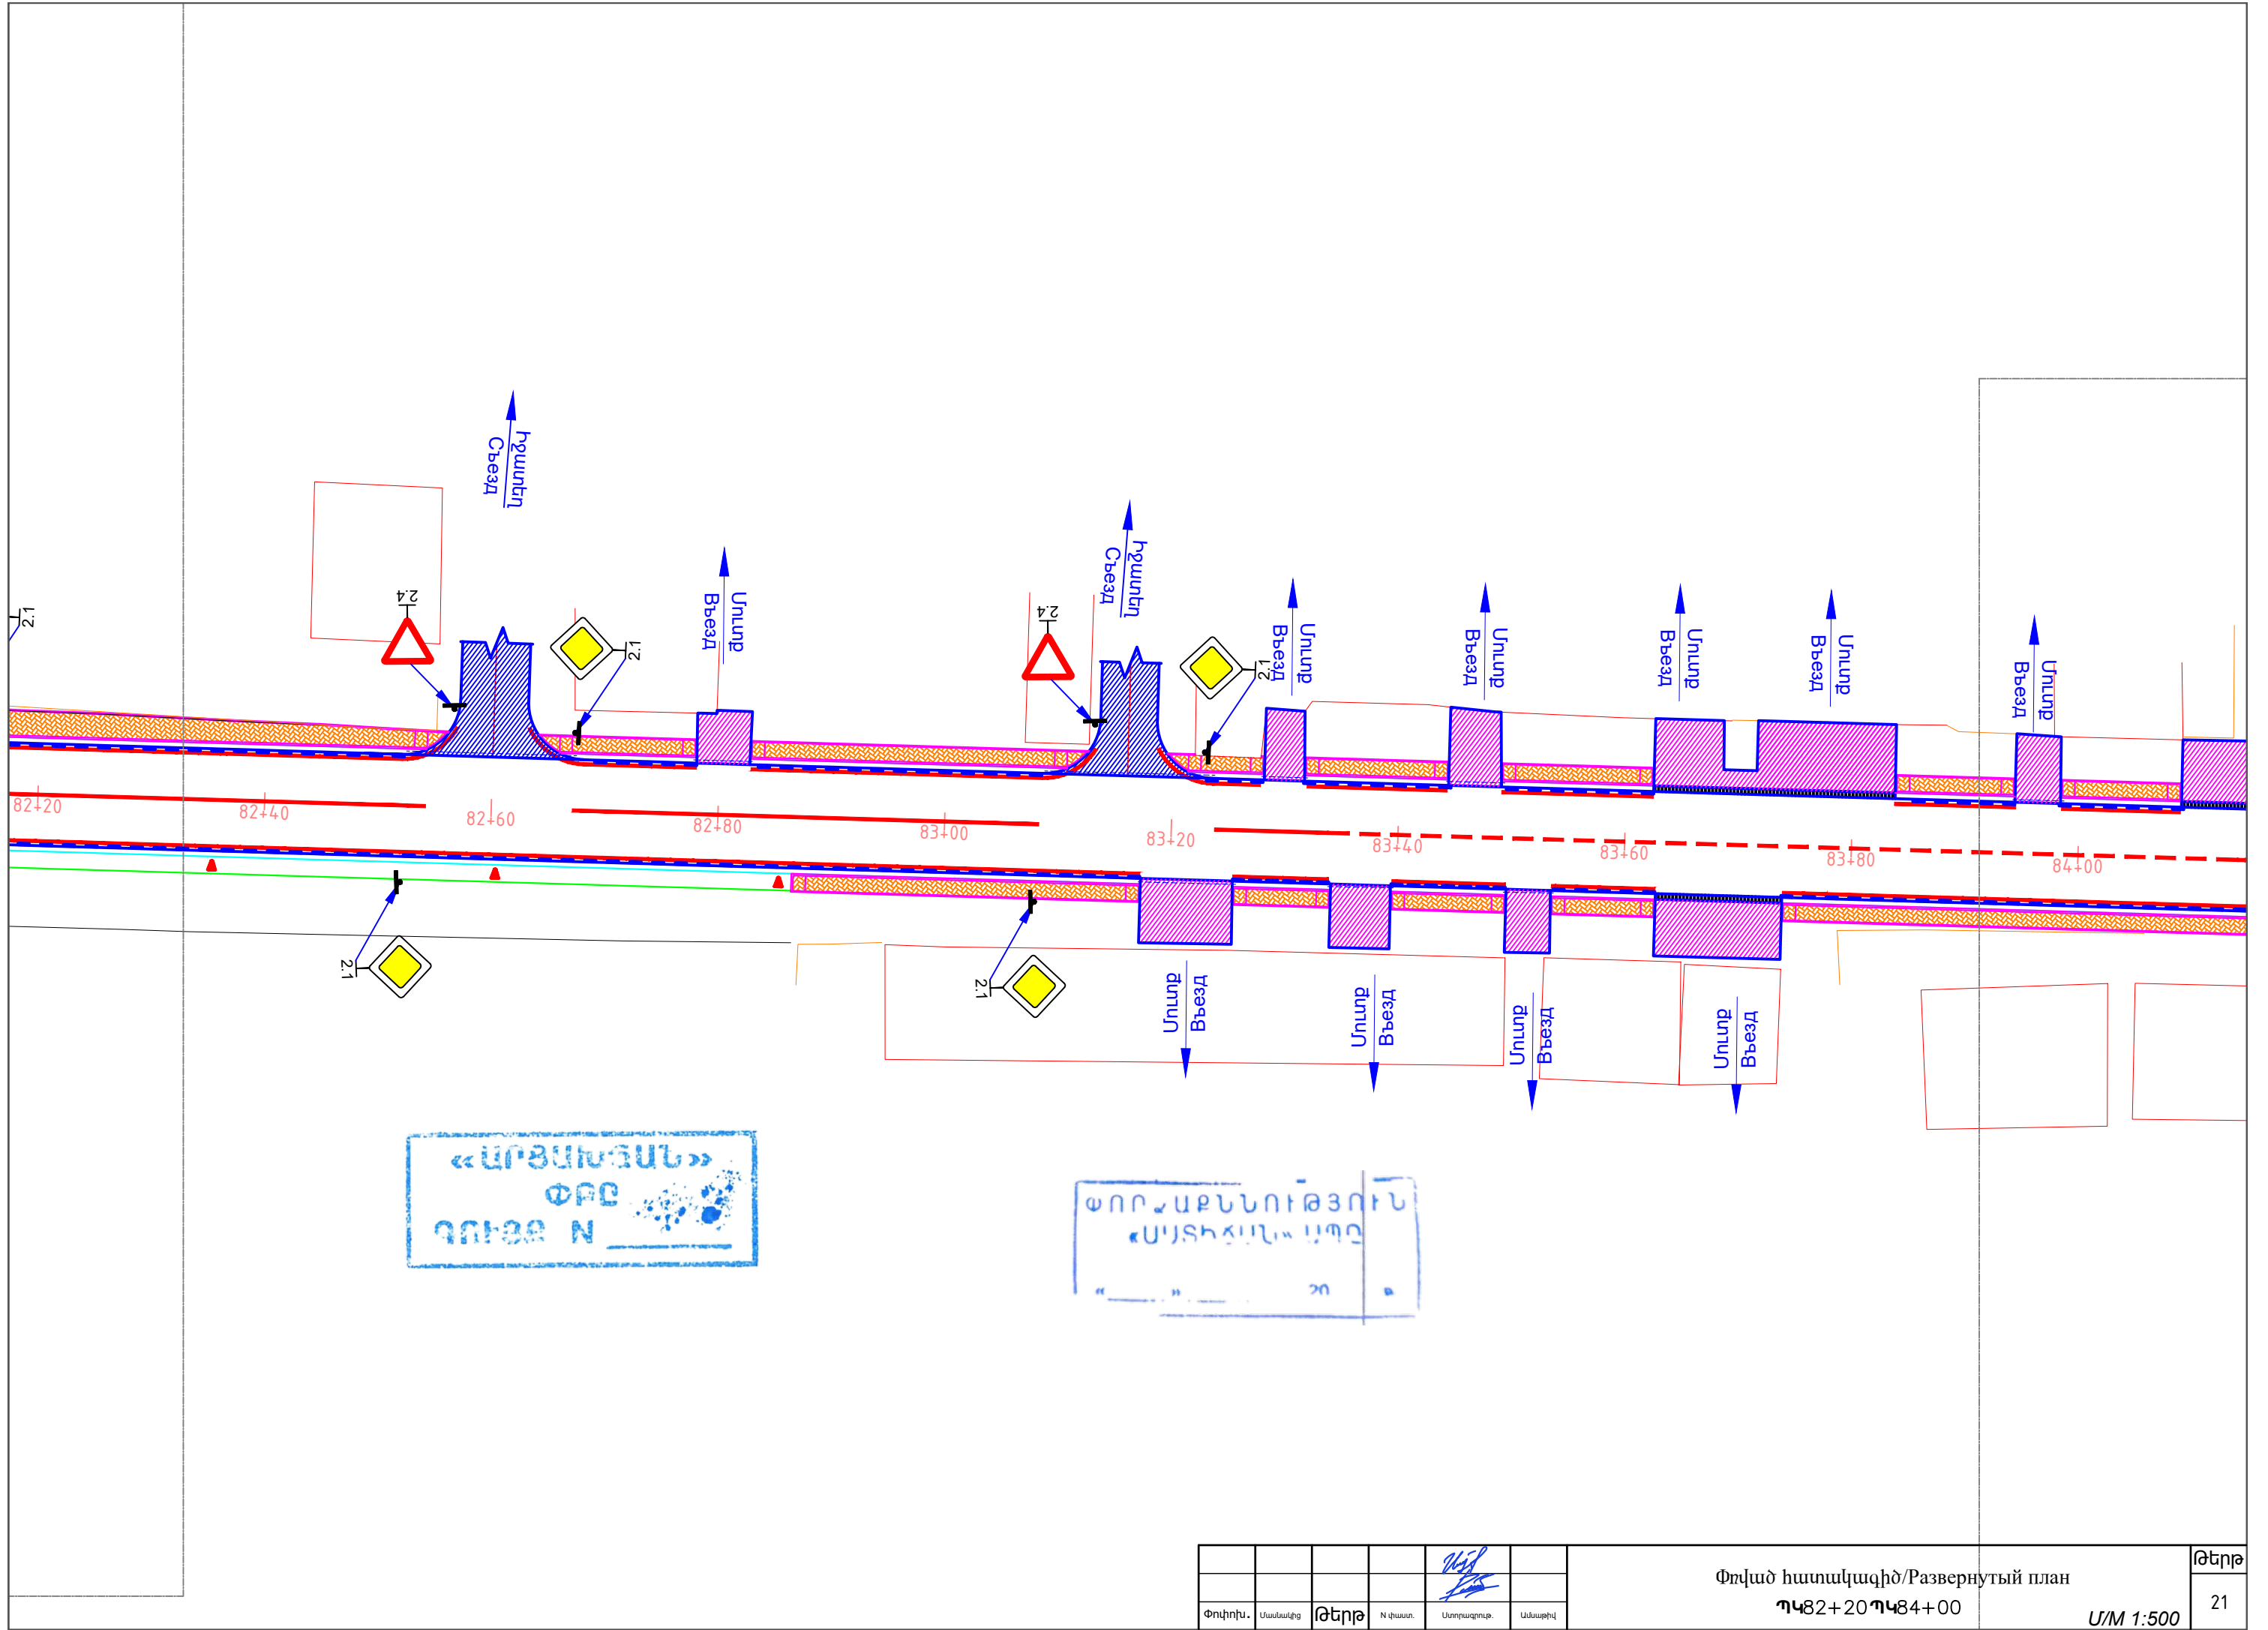 Իջատեղ
Съезд
Իջատեղ
Съезд
2.1
2.4
2.1
Մուտք
Въезд
2.4
2.1
Մուտք
Въезд
Մուտք
Въезд
Մուտք
Въезд
Մուտք
Въезд
Մուտք
Въезд
82+20
82+40
82+60
82+80
83+00
83+20
83+40
83+60
83+80
84+00
2.1
2.1
Մուտք
Въезд
Մուտք
Въезд
Մուտք
Въезд
Մուտք
Въезд
«ԱՐՑԱԽՃԱՆ»
ՓԲԸ
ԳՈՒՅՔ N
ՓՈՐՁԱՔՆՆՈՒԹՅՈՒՆ
« » 20
Փոփոխ. Մասնակից Թերթ N փաստ. Ստորագրութ. Ամսաթիվ
Փռված հատակագիծ/Развернутый план
ՊԿ82+20ՊԿ84+00
Մ/М 1:500
Թերթ
21